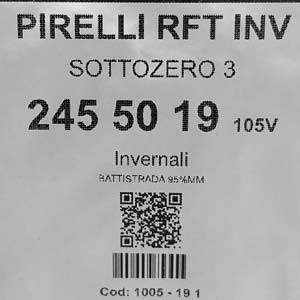 PIRELLI RFT INV
SOTTOZERO 3
245 50 19 105V
Invernali
BATTISTRADA 95%MM
Cod: 1005 - 19 1